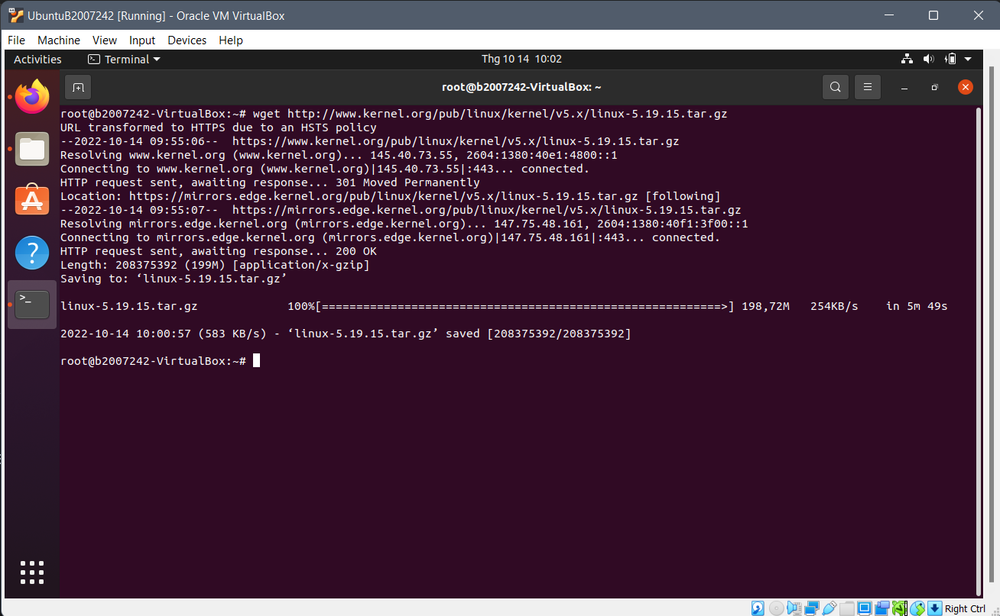 UbuntuB2007242 [Running] - Oracle VM VirtualBox
File Machine View Input Devices Help
Activities Terminal Thg 10 14 10:02
root@b2007242-VirtualBox: ~
root@b2007242-VirtualBox:~# wget http://www.kernel.org/pub/linux/kernel/v5.x/linux-5.19.15.tar.gz
URL transformed to HTTPS due to an HSTS policy
--2022-10-14 09:55:06-- https://www.kernel.org/pub/linux/kernel/v5.x/linux-5.19.15.tar.gz
Resolving www.kernel.org (www.kernel.org)... 145.40.73.55, 2604:1380:40e1:4800::1
Connecting to www.kernel.org (www.kernel.org)|145.40.73.55|:443... connected.
HTTP request sent, awaiting response... 301 Moved Permanently
Location: https://mirrors.edge.kernel.org/pub/linux/kernel/v5.x/linux-5.19.15.tar.gz [following]
--2022-10-14 09:55:07-- https://mirrors.edge.kernel.org/pub/linux/kernel/v5.x/linux-5.19.15.tar.gz
Resolving mirrors.edge.kernel.org (mirrors.edge.kernel.org)... 147.75.48.161, 2604:1380:40f1:3f00::1
Connecting to mirrors.edge.kernel.org (mirrors.edge.kernel.org)|147.75.48.161|:443... connected.
HTTP request sent, awaiting response... 200 OK
Length: 208375392 (199M) [application/x-gzip]
Saving to: ‘linux-5.19.15.tar.gz’
linux-5.19.15.tar.gz 100%[==========================================================>] 198,72M 254KB/s in 5m 49s
2022-10-14 10:00:57 (583 KB/s) - ‘linux-5.19.15.tar.gz’ saved [208375392/208375392]
root@b2007242-VirtualBox:~#
Right Ctrl